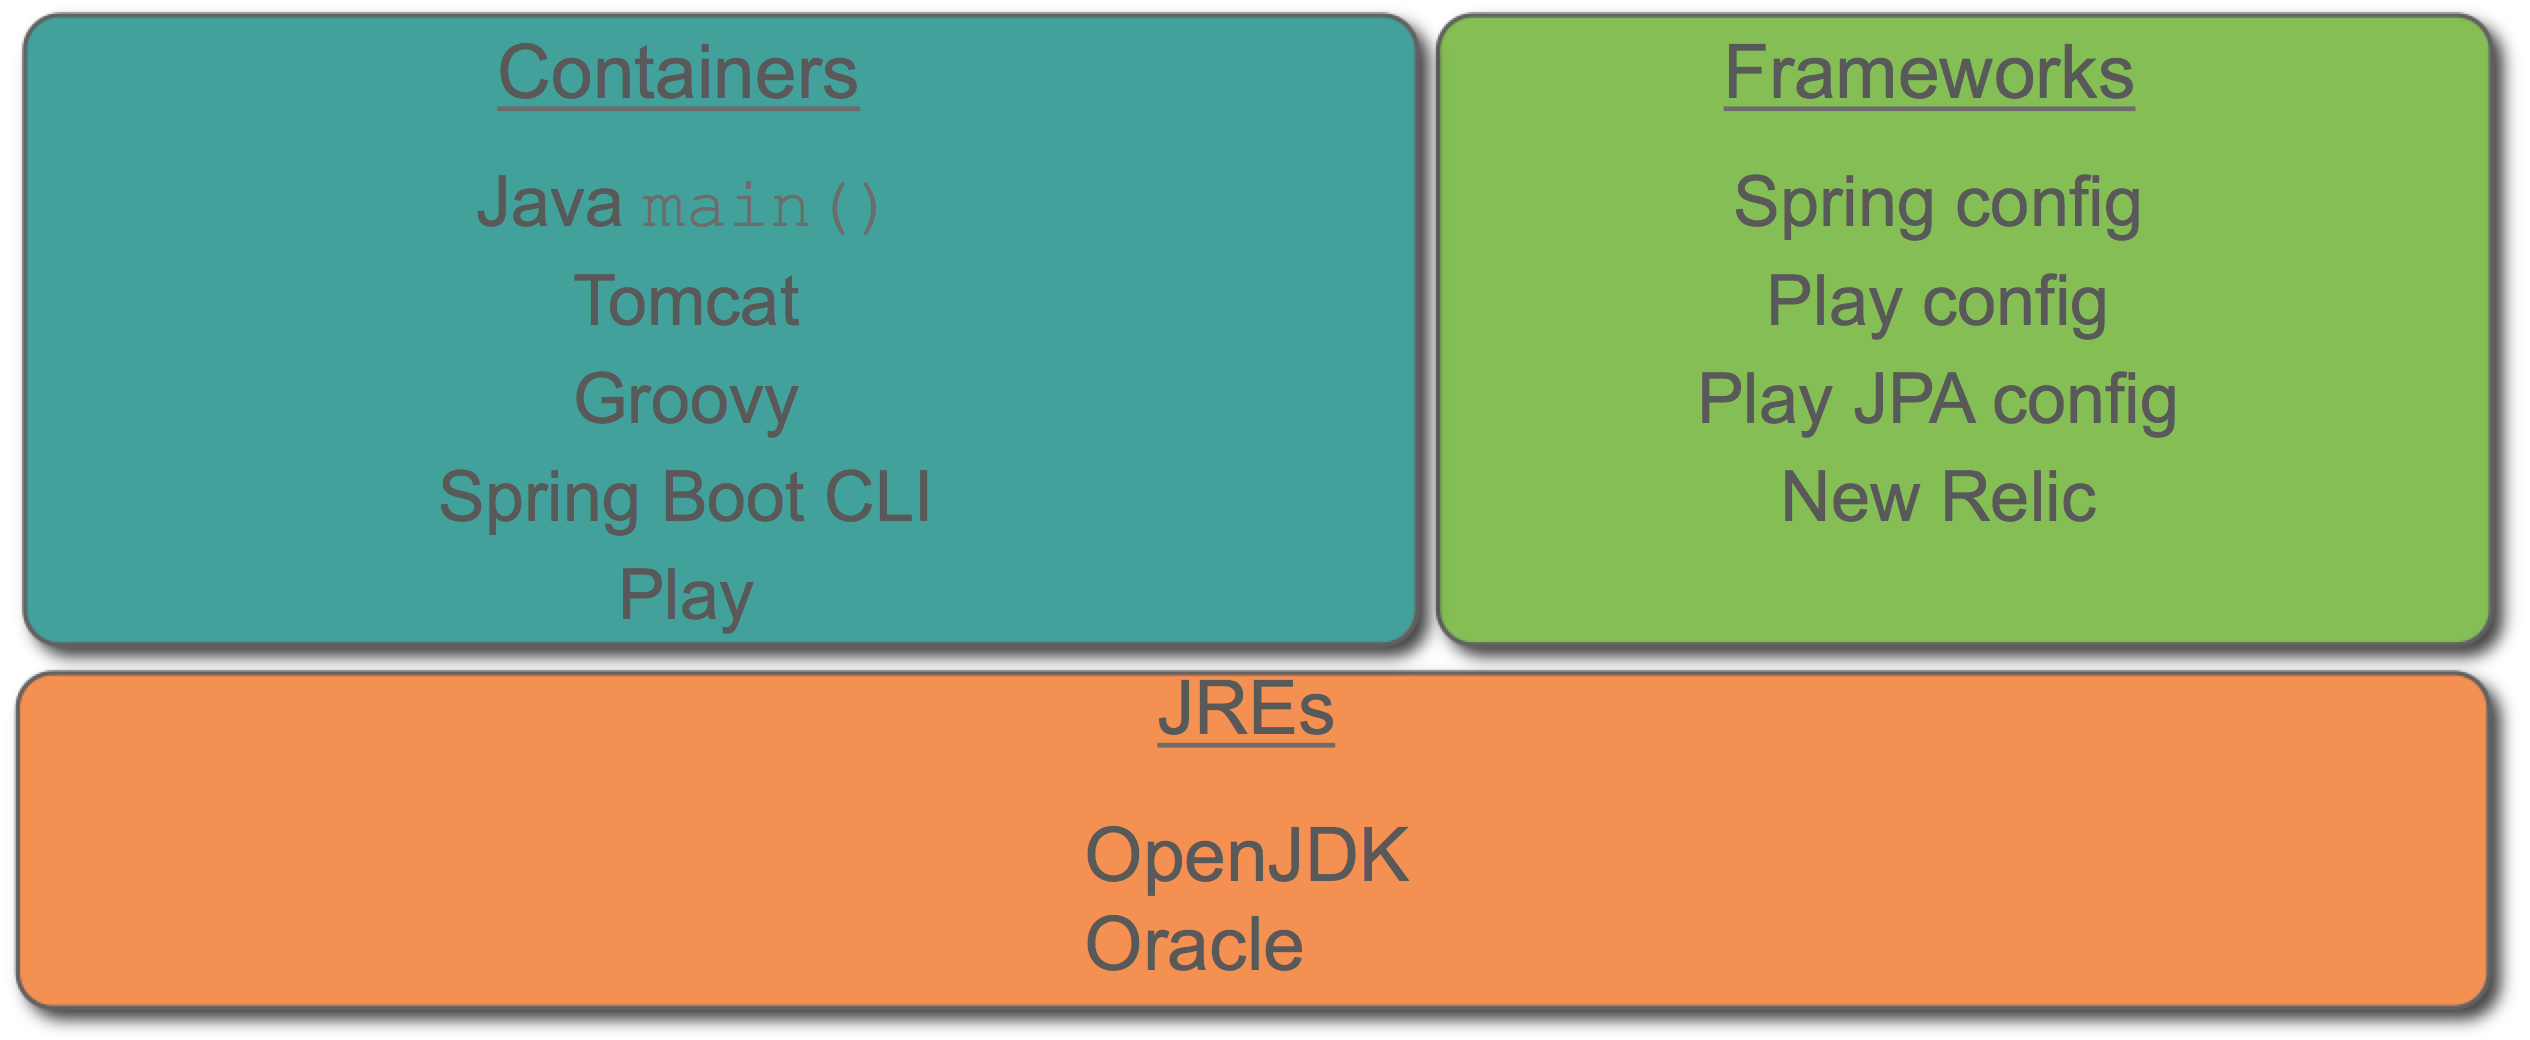 Containers
Java main()
Tomcat
Groovy
Spring Boot CLI
Play
Frameworks
Spring config
Play config
Play JPA config
New Relic
JREs
OpenJDK
Oracle